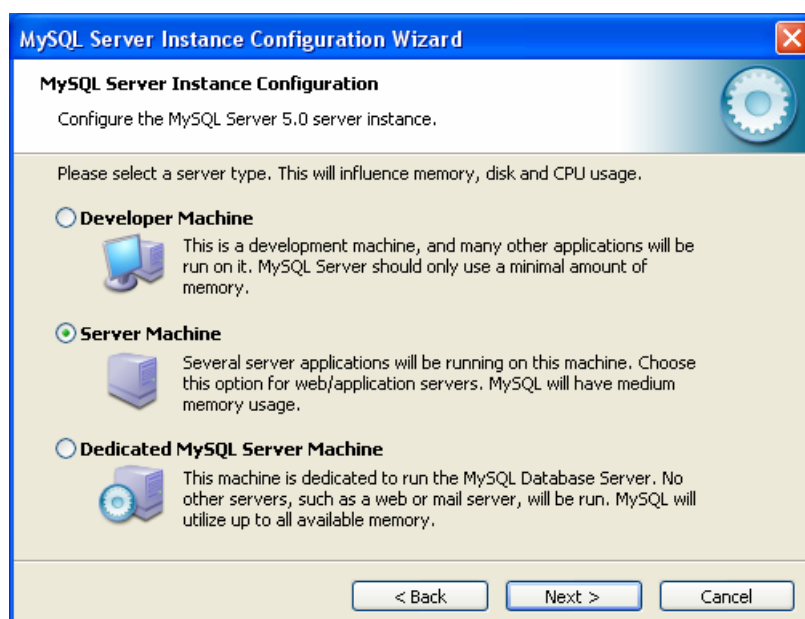 MySQL Server Instance Configuration Wizard
MySQL Server Instance Configuration
Configure the MySQL Server 5.0 server instance.
Please select a server type. This will influence memory, disk and CPU usage.
Developer Machine
This is a development machine, and many other applications will be
run on it. MySQL Server should only use a minimal amount of
memory.
Server Machine
Several server applications will be running on this machine. Choose
this option for web/application servers. MySQL will have medium
memory usage.
Dedicated MySQL Server Machine
This machine is dedicated to run the MySQL Database Server. No
other servers, such as a web or mail server, will be run. MySQL will
utilize up to all available memory.
< Back Next > Cancel